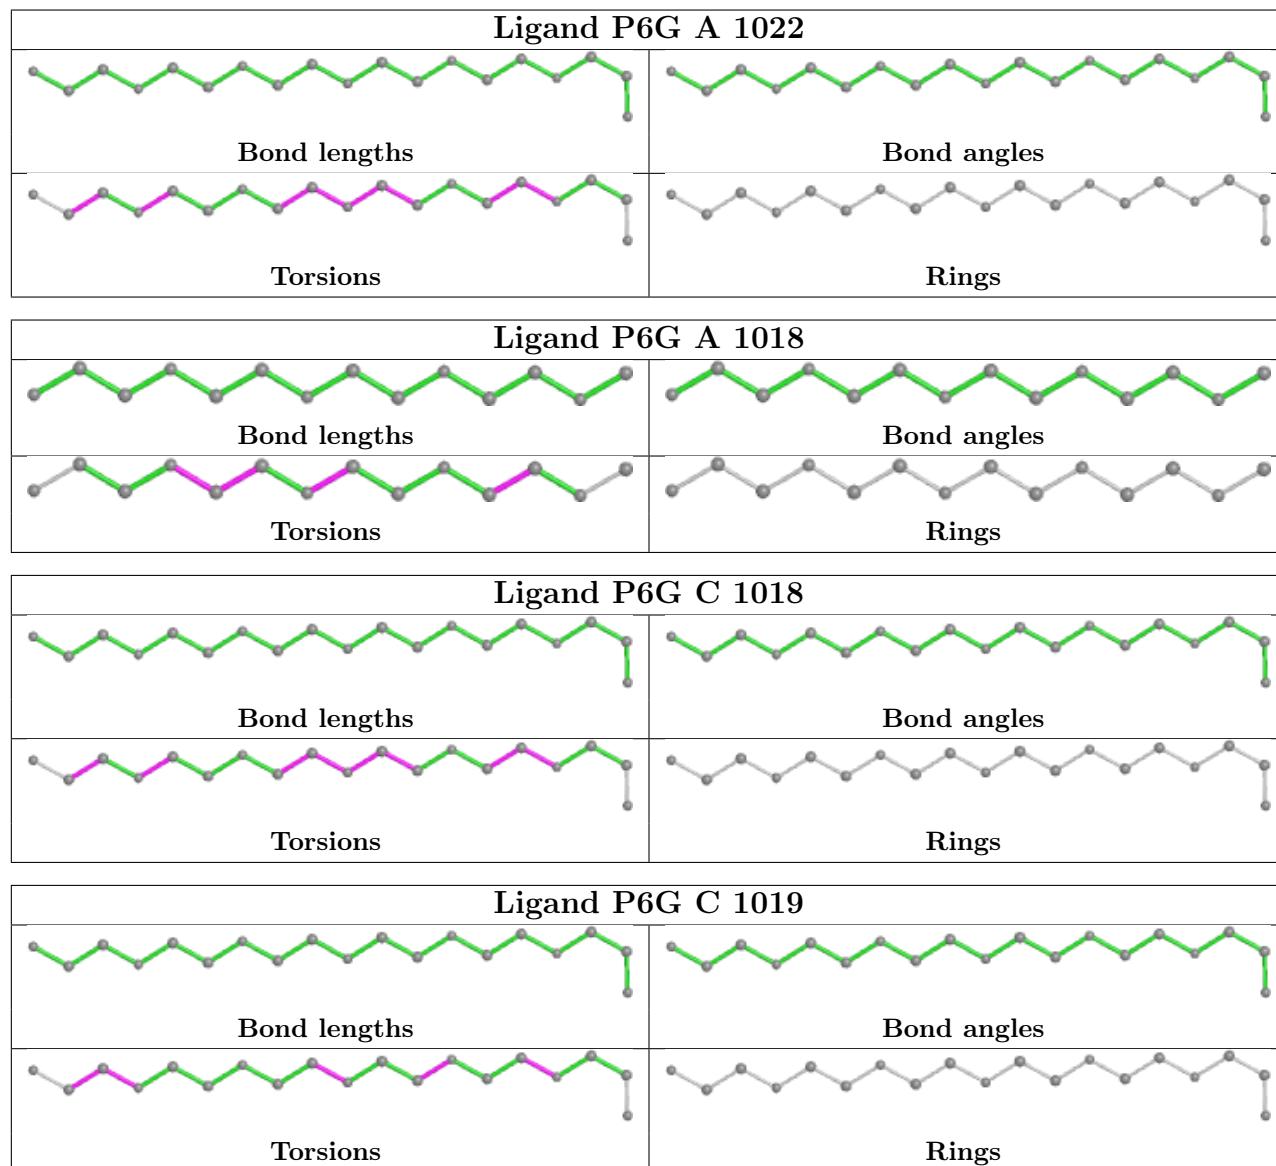 Ligand P6G A 1022
Bond lengths
Bond angles
Torsions
Rings
Ligand P6G A 1018
Bond lengths
Bond angles
Torsions
Rings
Ligand P6G C 1018
Bond lengths
Bond angles
Torsions
Rings
Ligand P6G C 1019
Bond lengths
Bond angles
Torsions
Rings